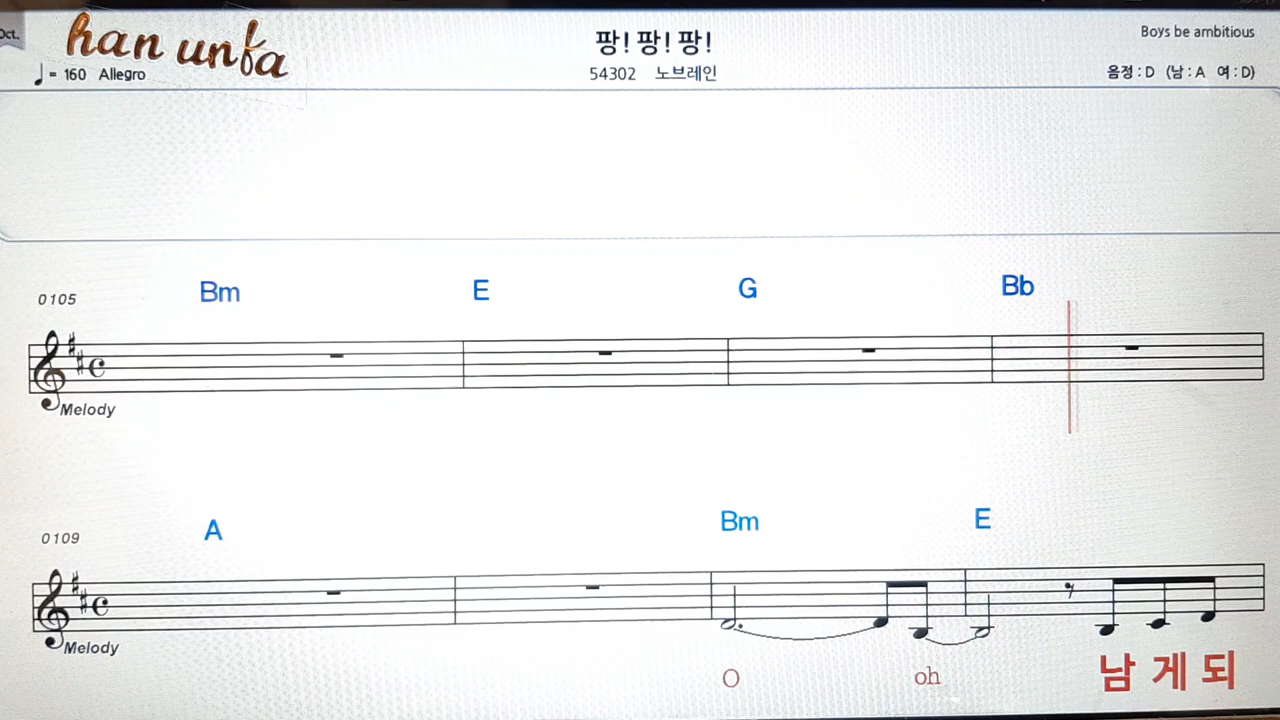 Oct.
han unfa
팡! 팡! 팡!
Boys be ambitious
♩= 160 Allegro
54302 노브레인
음정 : D (남 : A 여 : D)
0105
Bm E G Bb
Melody
0109
A Bm E
Melody
O oh 남 게 되